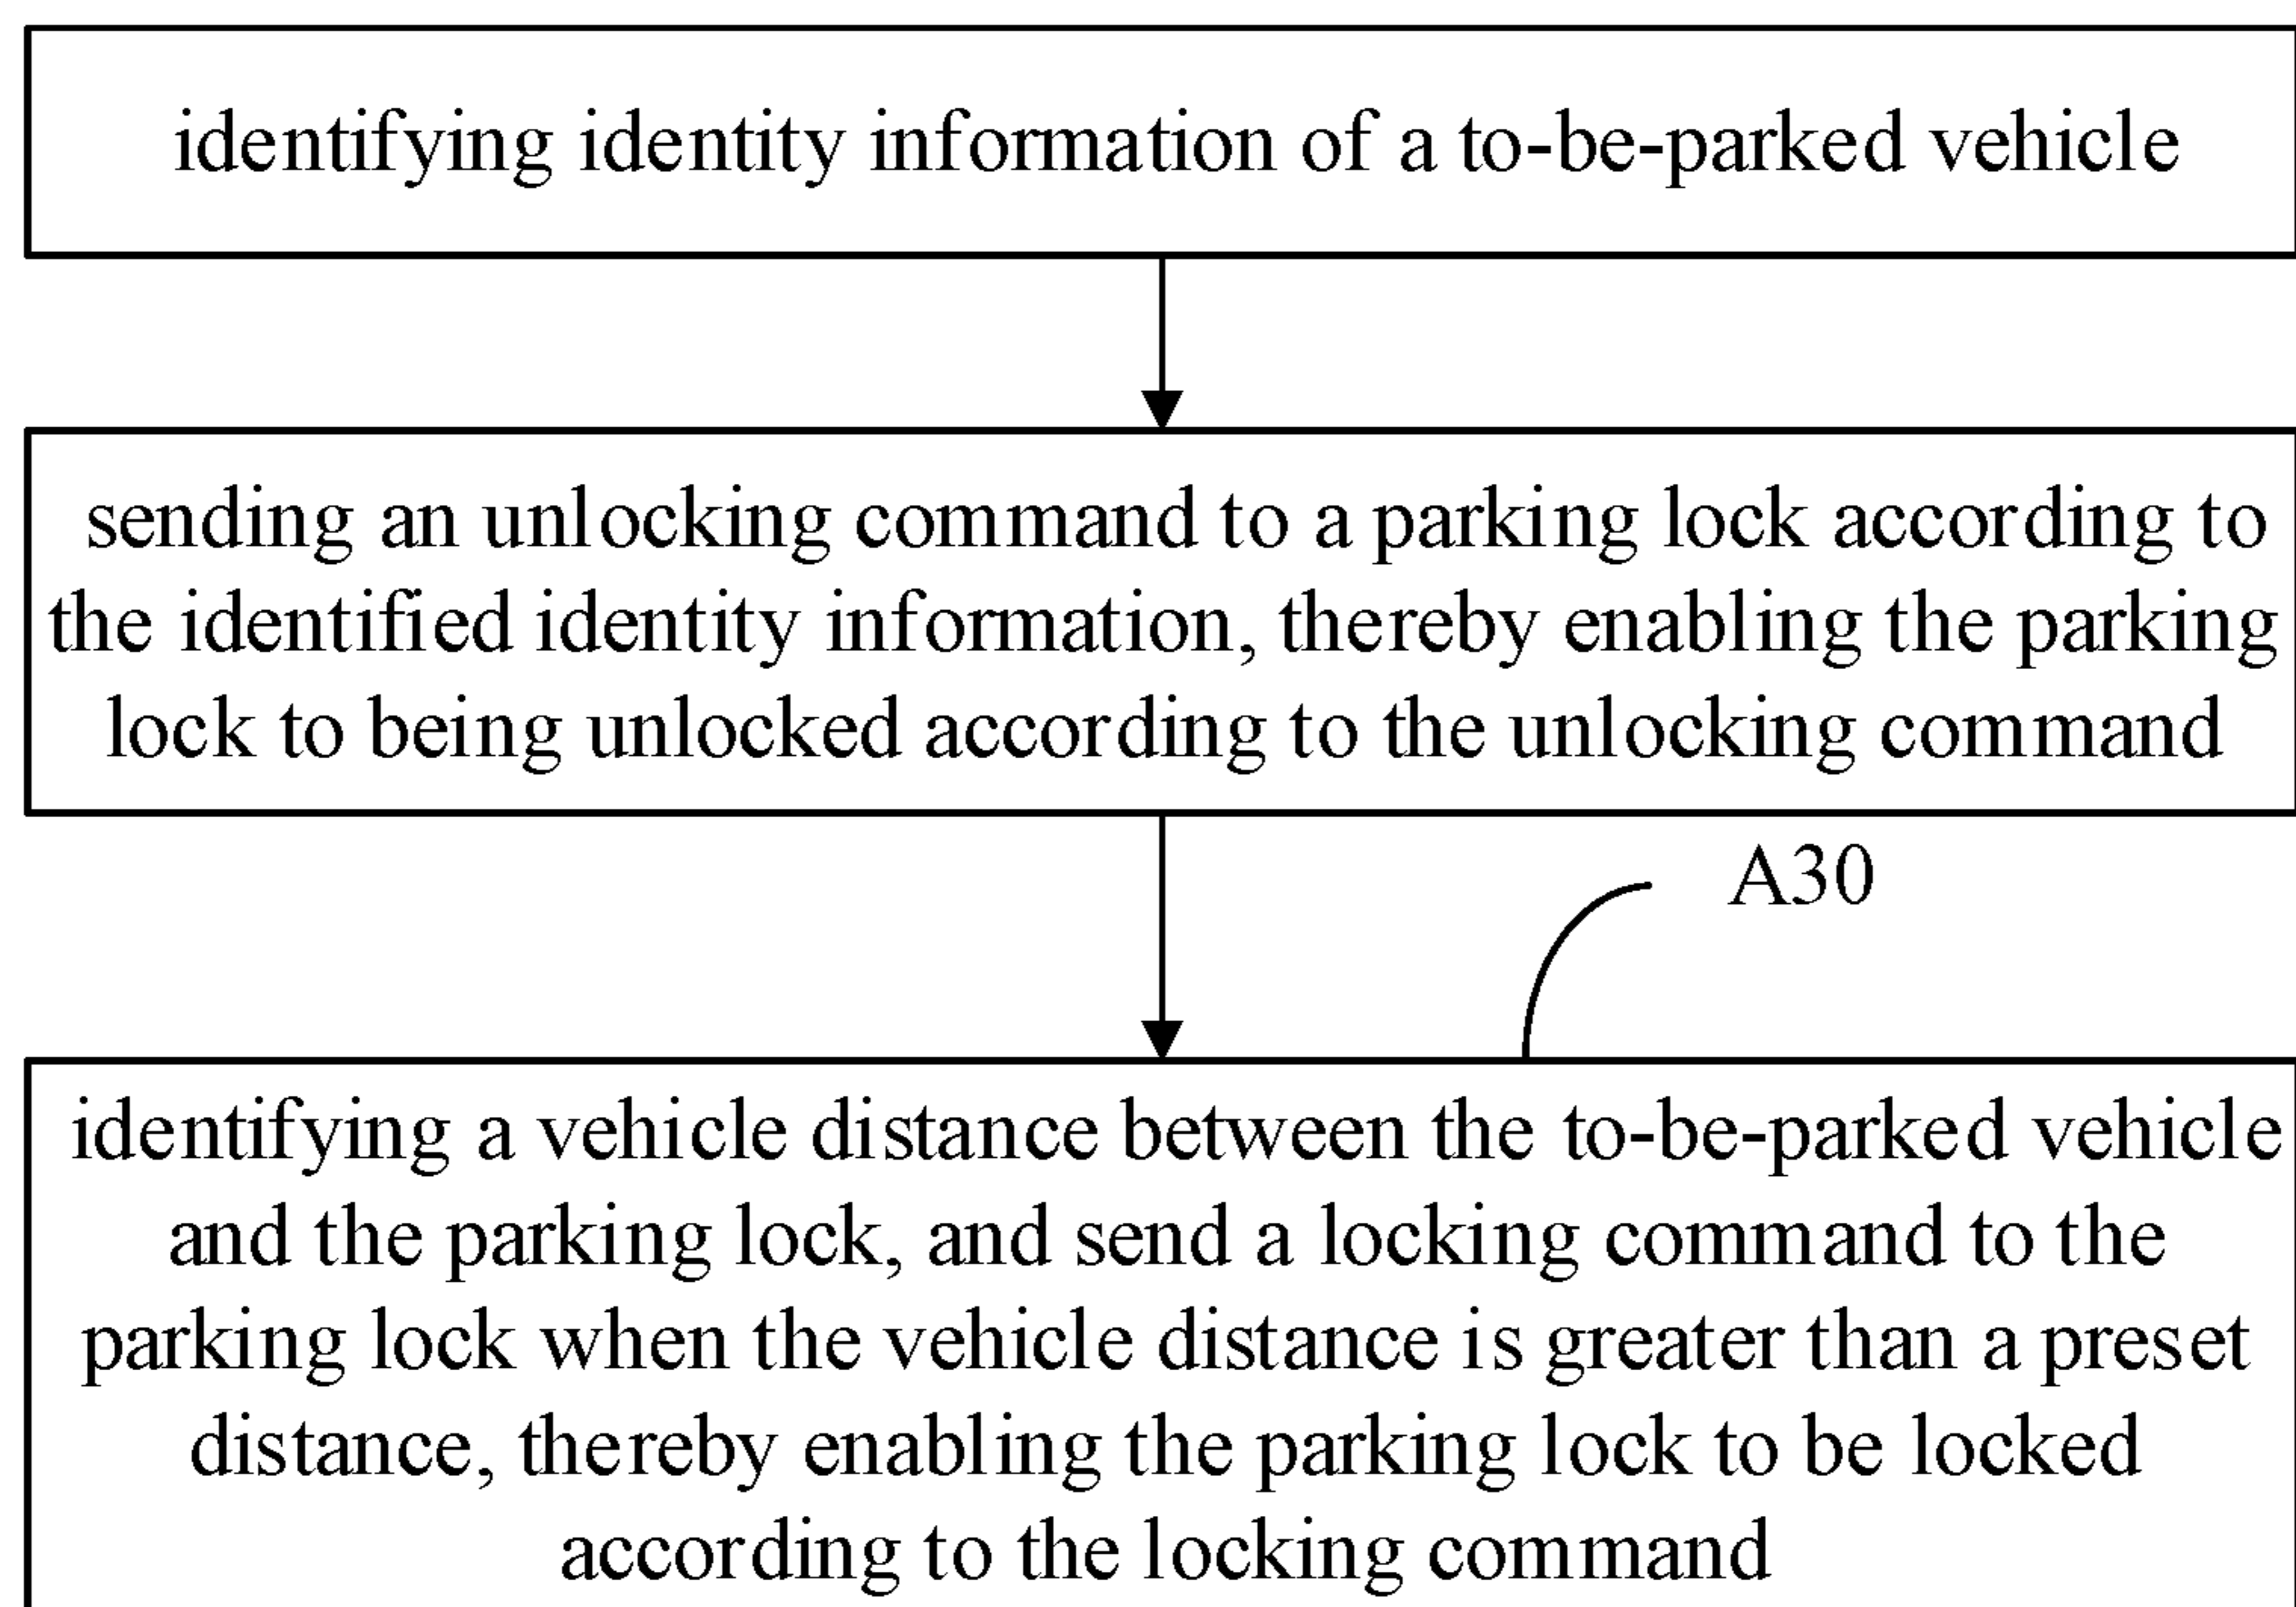 identifying identity information of a to-be-parked vehicle
sending an unlocking command to a parking lock according to
the identified identity information, thereby enabling the parking
lock to being unlocked according to the unlocking command
A30
identifying a vehicle distance between the to-be-parked vehicle
and the parking lock, and send a locking command to the
parking lock when the vehicle distance is greater than a preset
distance, thereby enabling the parking lock to be locked
according to the locking command